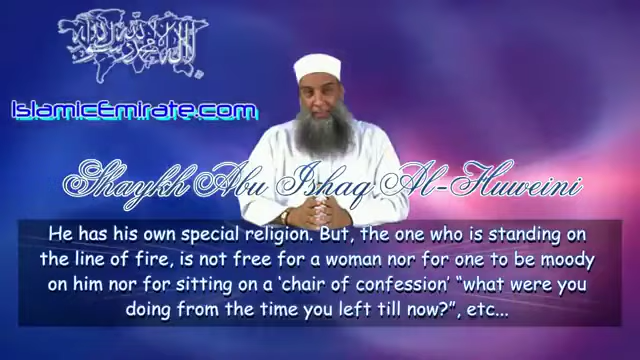 IslamicEmirate.com
Shaykh Abu Ishaq Al-Huweini
He has his own special religion. But, the one who is standing on
the line of fire, is not free for a woman nor for one to be moody
on him nor for sitting on a ‘chair of confession’ “what were you
doing from the time you left till now?”, etc...